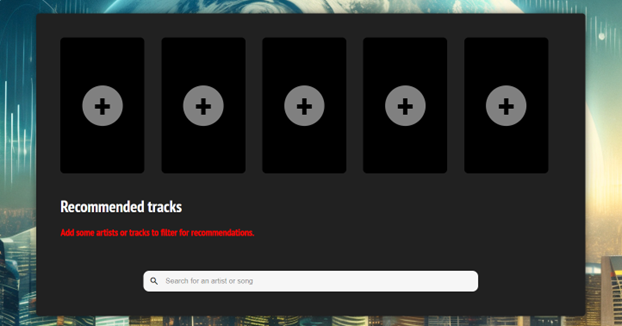 Recommended tracks
Add some artists or tracks to filter for recommendations.
Search for an artist or song